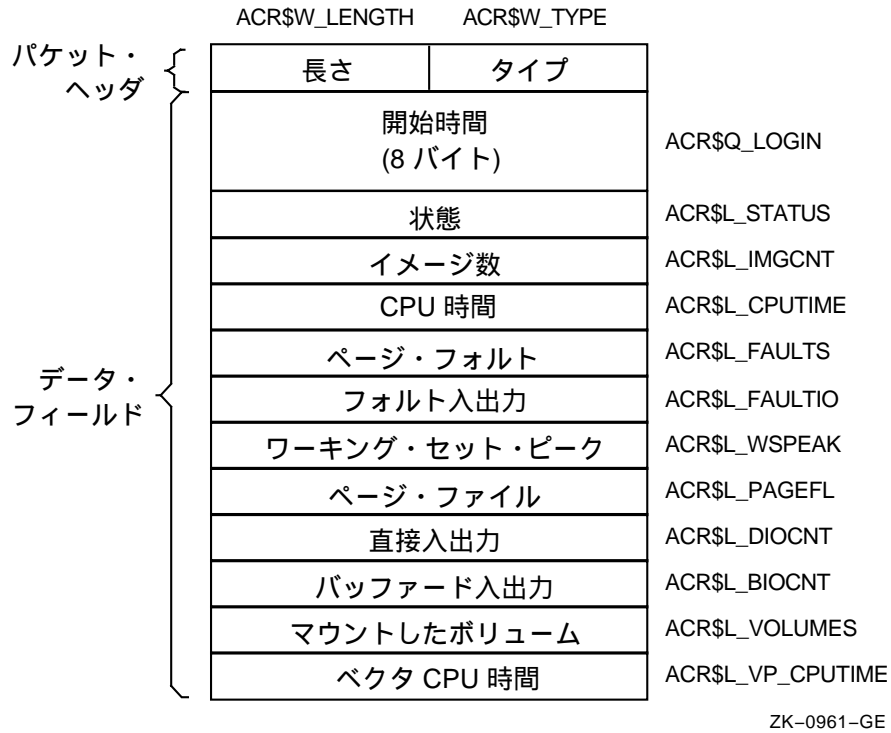 ACR$W_LENGTH ACR$W_TYPE
パケット・
ヘッダ
長さ タイプ
開始時間
(8 バイト)
ACR$Q_LOGIN
状態 ACR$L_STATUS
イメージ数 ACR$L_IMGCNT
CPU 時間 ACR$L_CPUTIME
ページ・フォルト ACR$L_FAULTS
データ・
フィールド
フォルト入出力 ACR$L_FAULTIO
ワーキング・セット・ピーク ACR$L_WSPEAK
ページ・ファイル ACR$L_PAGEFL
直接入出力 ACR$L_DIOCNT
バッファード入出力 ACR$L_BIOCNT
マウントしたボリューム ACR$L_VOLUMES
ベクタ CPU 時間 ACR$L_VP_CPUTIME
ZK–0961–GE